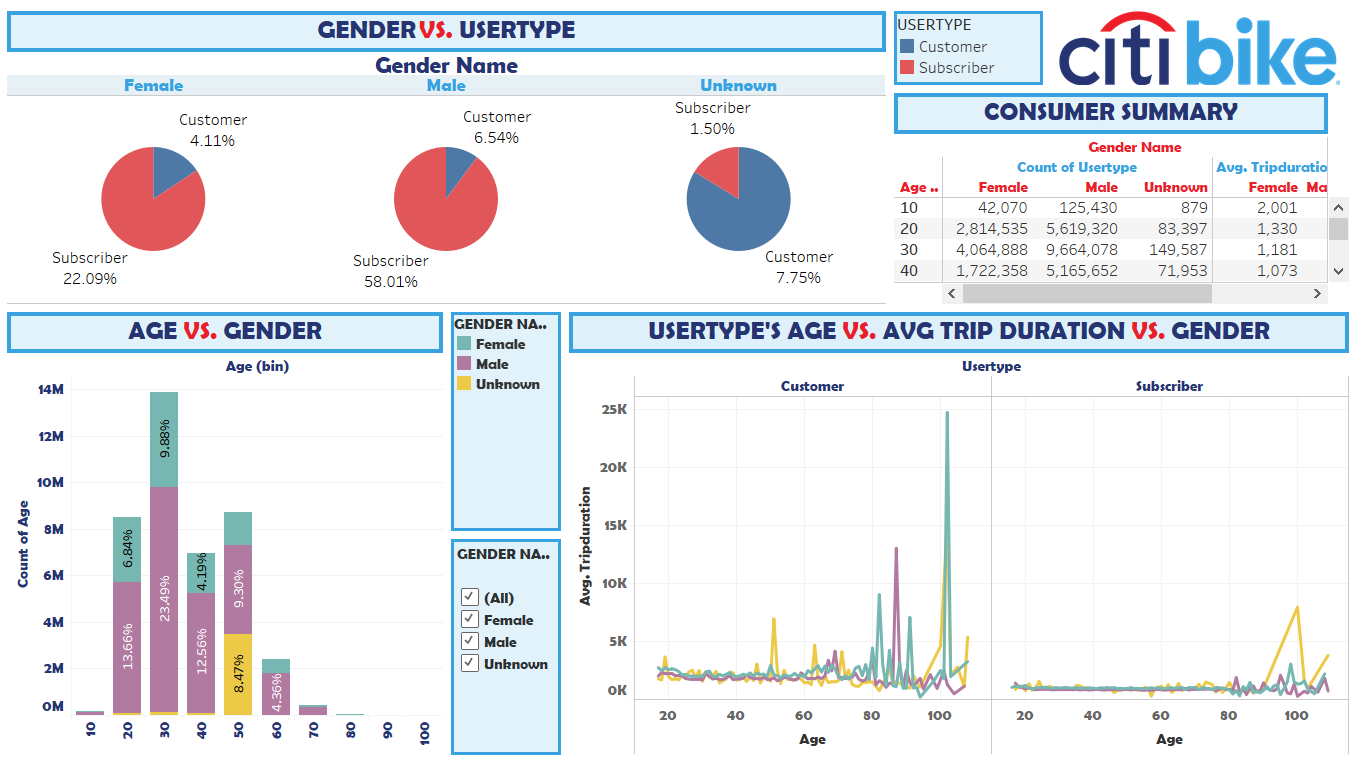 GENDER VS. USERTYPE
Gender Name
Female Male Unknown
Customer
4.11%
Subscriber
22.09%
Customer
6.54%
Subscriber
58.01%
Subscriber
1.50%
Customer
7.75%
USERTYPE
Customer
Subscriber
citi bike
CONSUMER SUMMARY
Gender Name
Count of Usertype Avg. Tripduratio
Age .. Female Male Unknown Female Ma
10 42,070 125,430 879 2,001
20 2,814,535 5,619,320 83,397 1,330
30 4,064,888 9,664,078 149,587 1,181
40 1,722,358 5,165,652 71,953 1,073
AGE VS. GENDER
Age (bin)
Count of Age
14M
12M
10M
8M
6M
4M
2M
0M
6.84%
13.66%
9.88%
23.49%
4.19%
12.56%
9.30%
8.47%
4.36%
10 20 30 40 50 60 70 80 90 100
GENDER NA..
Female
Male
Unknown
GENDER NA..
(All)
Female
Male
Unknown
USERTYPE'S AGE VS. AVG TRIP DURATION VS. GENDER
Usertype
Customer Subscriber
Avg. Tripduration
25K
20K
15K
10K
5K
0K
20 40 60 80 100 20 40 60 80 100
Age Age